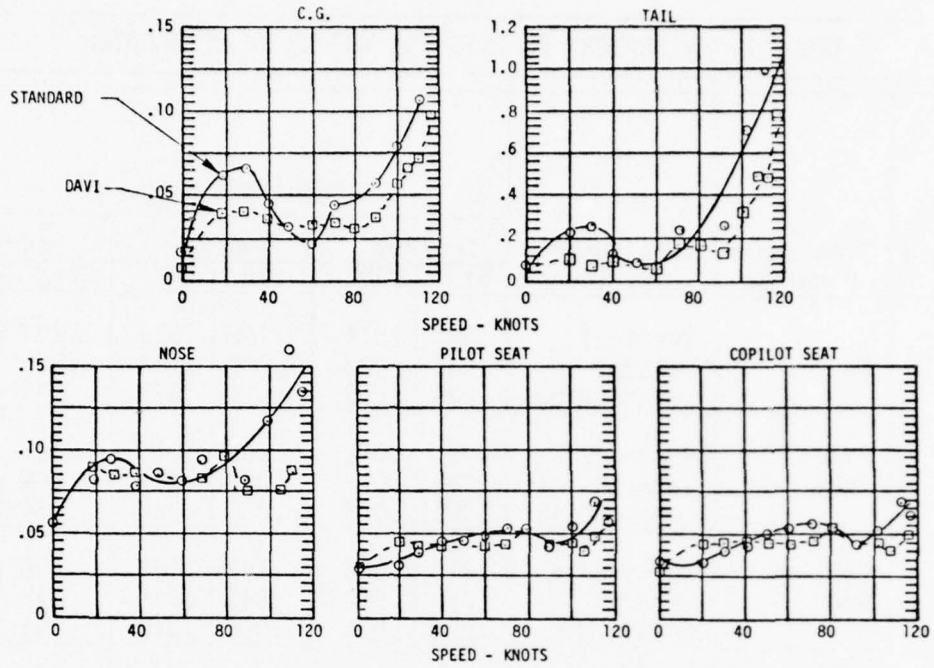 C.G.
TAIL
.15
1.2
STANDARD
1.0
.10
.8
.6
DAVI
.05
.4
.2
0
0
0 40 80 120
0 40 80 120
SPEED - KNOTS
NOSE
PILOT SEAT
COPILOT SEAT
.15
.10
.05
0
0 40 80 120
0 40 80 120
0 40 80 120
SPEED - KNOTS